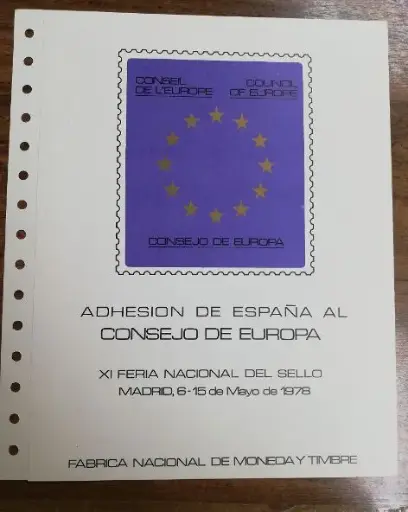 CONSEIL
DE L'EUROPE
COUNCIL
OF EUROPE
CONSEJO DE EUROPA
ADHESION DE ESPAÑA AL
CONSEJO DE EUROPA
XI FERIA NACIONAL DEL SELLO
MADRID, 6-15 de Mayo de 1978
FABRICA NACIONAL DE MONEDA Y TIMBRE